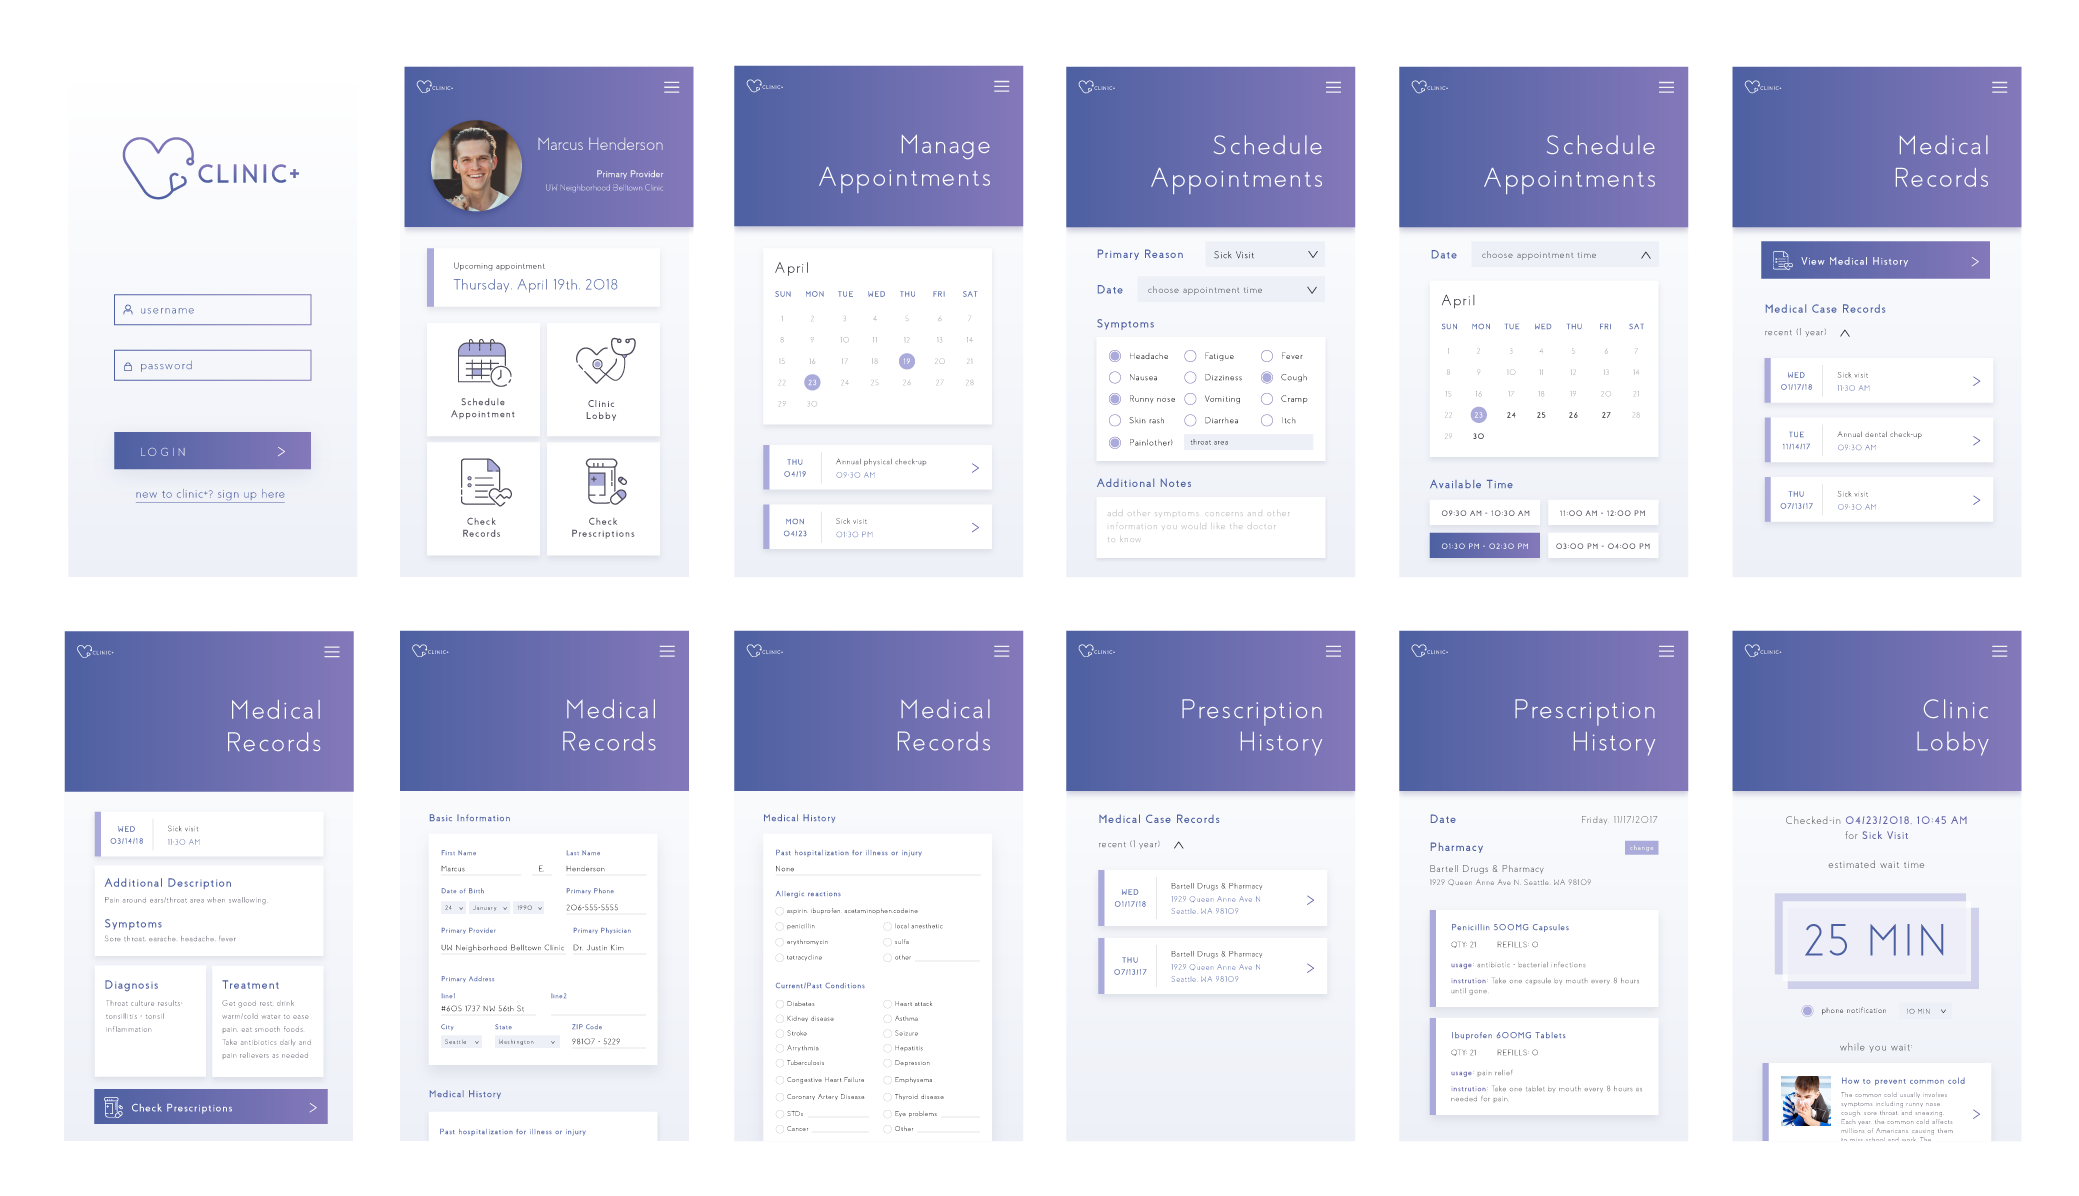 CLINIC+
username
password
LOGIN
new to clinic+? sign up here
CLINIC+
Marcus Henderson
Primary Provider
UW Neighborhood Belltown Clinic
Upcoming appointment
Thursday. April 19th. 2018
Schedule
Appointment
Clinic
Lobby
Check
Records
Check
Prescriptions
CLINIC+
Manage
Appointments
April
SUN MON TUE WED THU FRI SAT
1 2 3 4 5 6 7
8 9 10 11 12 13 14
15 16 17 18 19 20 21
22 23 24 25 26 27 28
29 30
THU
04/19
Annual physical check-up
09:30 AM
MON
04/23
Sick visit
01:30 PM
CLINIC+
Schedule
Appointments
Primary Reason Sick Visit
Date choose appointment time
Symptoms
Headache Fatigue Fever
Nausea Dizziness Cough
Runny nose Vomiting Cramp
Skin rash Diarrhea Itch
Pain(other) throat area
Additional Notes
add other symptoms. concerns and other
information you would like the doctor
to know
CLINIC+
Schedule
Appointments
Date choose appointment time
April
SUN MON TUE WED THU FRI SAT
1 2 3 4 5 6 7
8 9 10 11 12 13 14
15 16 17 18 19 20 21
22 23 24 25 26 27 28
29 30
Available Time
09:30 AM - 10:30 AM 11:00 AM - 12:00 PM
01:30 PM - 02:30 PM 03:00 PM - 04:00 PM
CLINIC+
Medical
Records
View Medical History
Medical Case Records
recent (1 year)
WED
01/17/18
Sick visit
11:30 AM
TUE
11/14/17
Annual dental check-up
09:30 AM
THU
07/13/17
Sick visit
09:30 AM
CLINIC+
Medical
Records
WED
03/14/18
Sick visit
11:30 AM
Additional Description
Pain around ears/throat area when swallowing.
Symptoms
Sore throat. earache. headache. fever
Diagnosis
Throat culture results:
tonsillitis - tonsil
inflammation
Treatment
Get good rest. drink
warm/cold water to ease
pain. eat smooth foods.
Take antibiotics daily and
pain relievers as needed
Check Prescriptions
CLINIC+
Medical
Records
Basic Information
First Name Last Name
Marcus E. Henderson
Date of Birth Primary Phone
24 January 1990 206-555-5555
Primary Provider Primary Physician
UW Neighborhood Belltown Clinic Dr. Justin Kim
Primary Address
line1 line2
#605 1737 NW 56th St
City State ZIP Code
Seattle Washington 98107 - 5229
Medical History
Past hospitalization for illness or injury
CLINIC+
Medical
Records
Medical History
Past hospitalization for illness or injury
None
Allergic reactions
aspirin. ibuprofen. acetaminophen.codeine
penicillin local anesthetic
erythromycin sulfa
tetracycline other
Current/Past Conditions
Diabetes Heart attack
Kidney disease Asthma
Stroke Seizure
Arrythmia Hepatitis
Tuberculosis Depression
Congestive Heart Failure Emphysema
Coronary Artery Disease Thyroid disease
STDs Eye problems
Cancer Other
CLINIC+
Prescription
History
Medical Case Records
recent (1 year)
WED
01/17/18
Bartell Drugs & Pharmacy
1929 Queen Anne Ave N
Seattle. WA 98109
THU
07/13/17
Bartell Drugs & Pharmacy
1929 Queen Anne Ave N
Seattle. WA 98109
CLINIC+
Prescription
History
Date Friday. 11/17/2017
Pharmacy change
Bartell Drugs & Pharmacy
1929 Queen Anne Ave N. Seattle. WA 98109
Penicillin 500MG Capsules
QTY: 21 REFILLS: 0
usage: antibiotic - bacterial infections
instrution: Take one capsule by mouth every 8 hours
until gone.
Ibuprofen 600MG Tablets
QTY: 21 REFILLS: 0
usage: pain relief
instrution: Take one tablet by mouth every 8 hours as
needed for pain.
CLINIC+
Clinic
Lobby
Checked-in 04/23/2018. 10:45 AM
for Sick Visit
estimated wait time
25 MIN
phone notification 10 MIN
while you wait:
How to prevent common cold
The common cold usually involves
symptoms including runny nose.
cough. sore throat. and sneezing.
Each year. the common cold affects
millions of Americans. causing them
to miss school and work. The